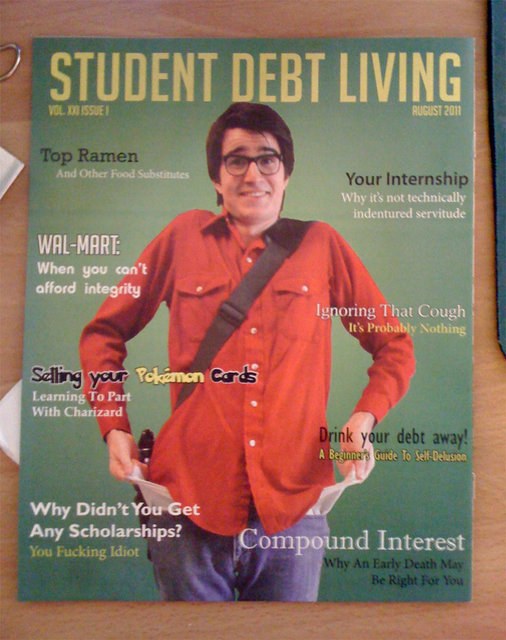 STUDENT DEBT LIVING
VOL. XXI ISSUE I
AUGUST 2011
Top Ramen
And Other Food Substitutes
Your Internship
Why it's not technically
indentured servitude
WAL-MART:
When you can't
afford integrity
Ignoring That Cough
It's Probably Nothing
Selling your Pokémon Cards
Learning To Part
With Charizard
Drink your debt away!
A Beginner's Guide To Self-Delusion
Why Didn't You Get
Any Scholarships?
You Fucking Idiot
Compound Interest
Why An Early Death May
Be Right For You